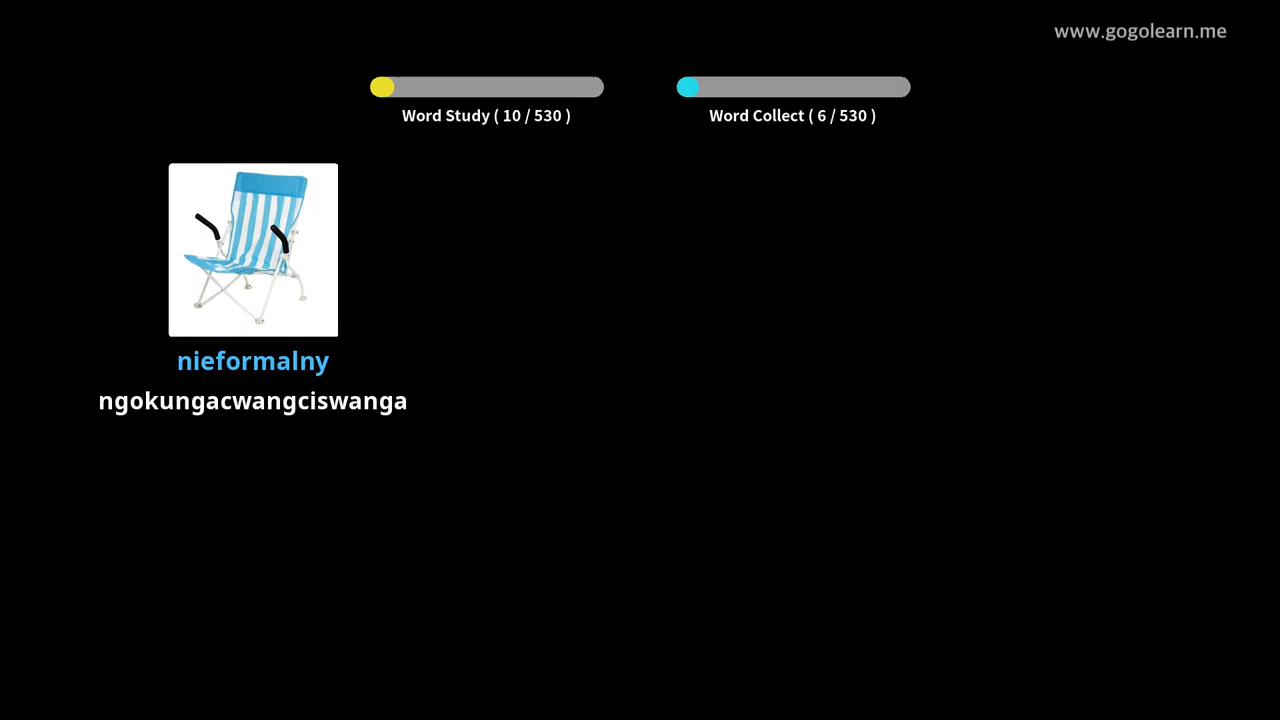 www.gogolearn.me
Word Study ( 10 / 530 )
Word Collect ( 6 / 530 )
nieformalny
ngokungacwangciswanga